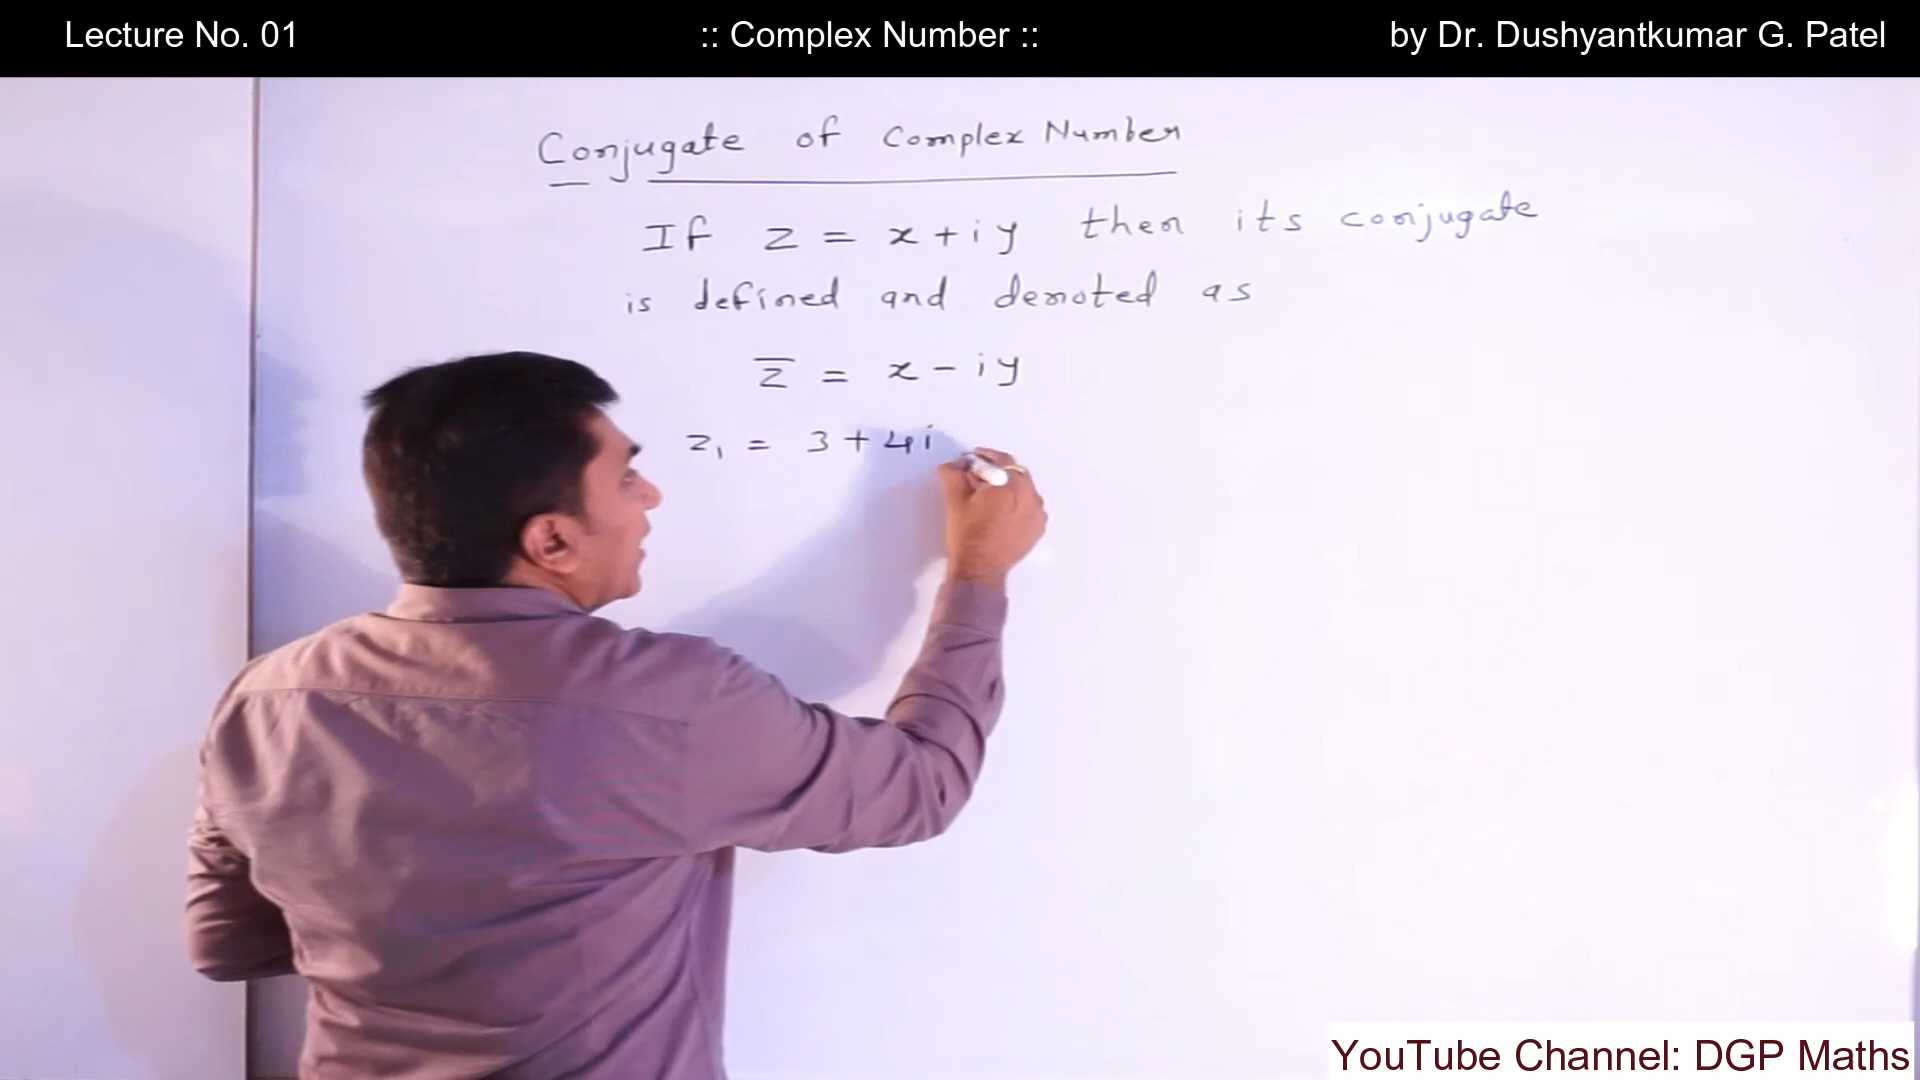 Lecture No. 01 :: Complex Number :: by Dr. Dushyantkumar G. Patel
Conjugate of Complex Number
If z = x + iy then its conjugate
is defined and denoted as
z̅ = x - iy
z₁ = 3 + 4i
YouTube Channel: DGP Maths